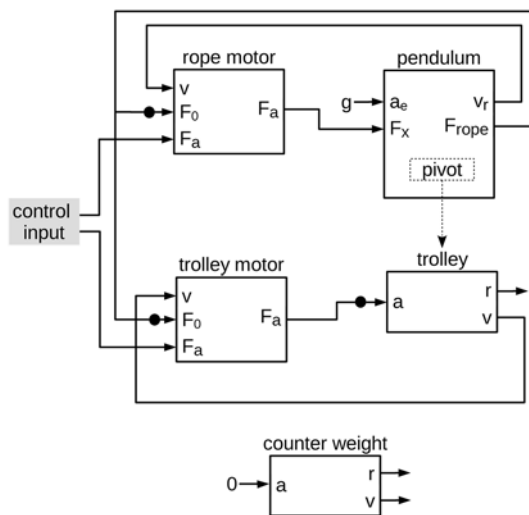 rope motor
v
F₀
Fₐ
Fₐ
pendulum
g
aₑ
Fₓ
vᵣ
Frope
pivot
control
input
trolley motor
v
F₀
Fₐ
Fₐ
trolley
a
r
v
counter weight
0
a
r
v